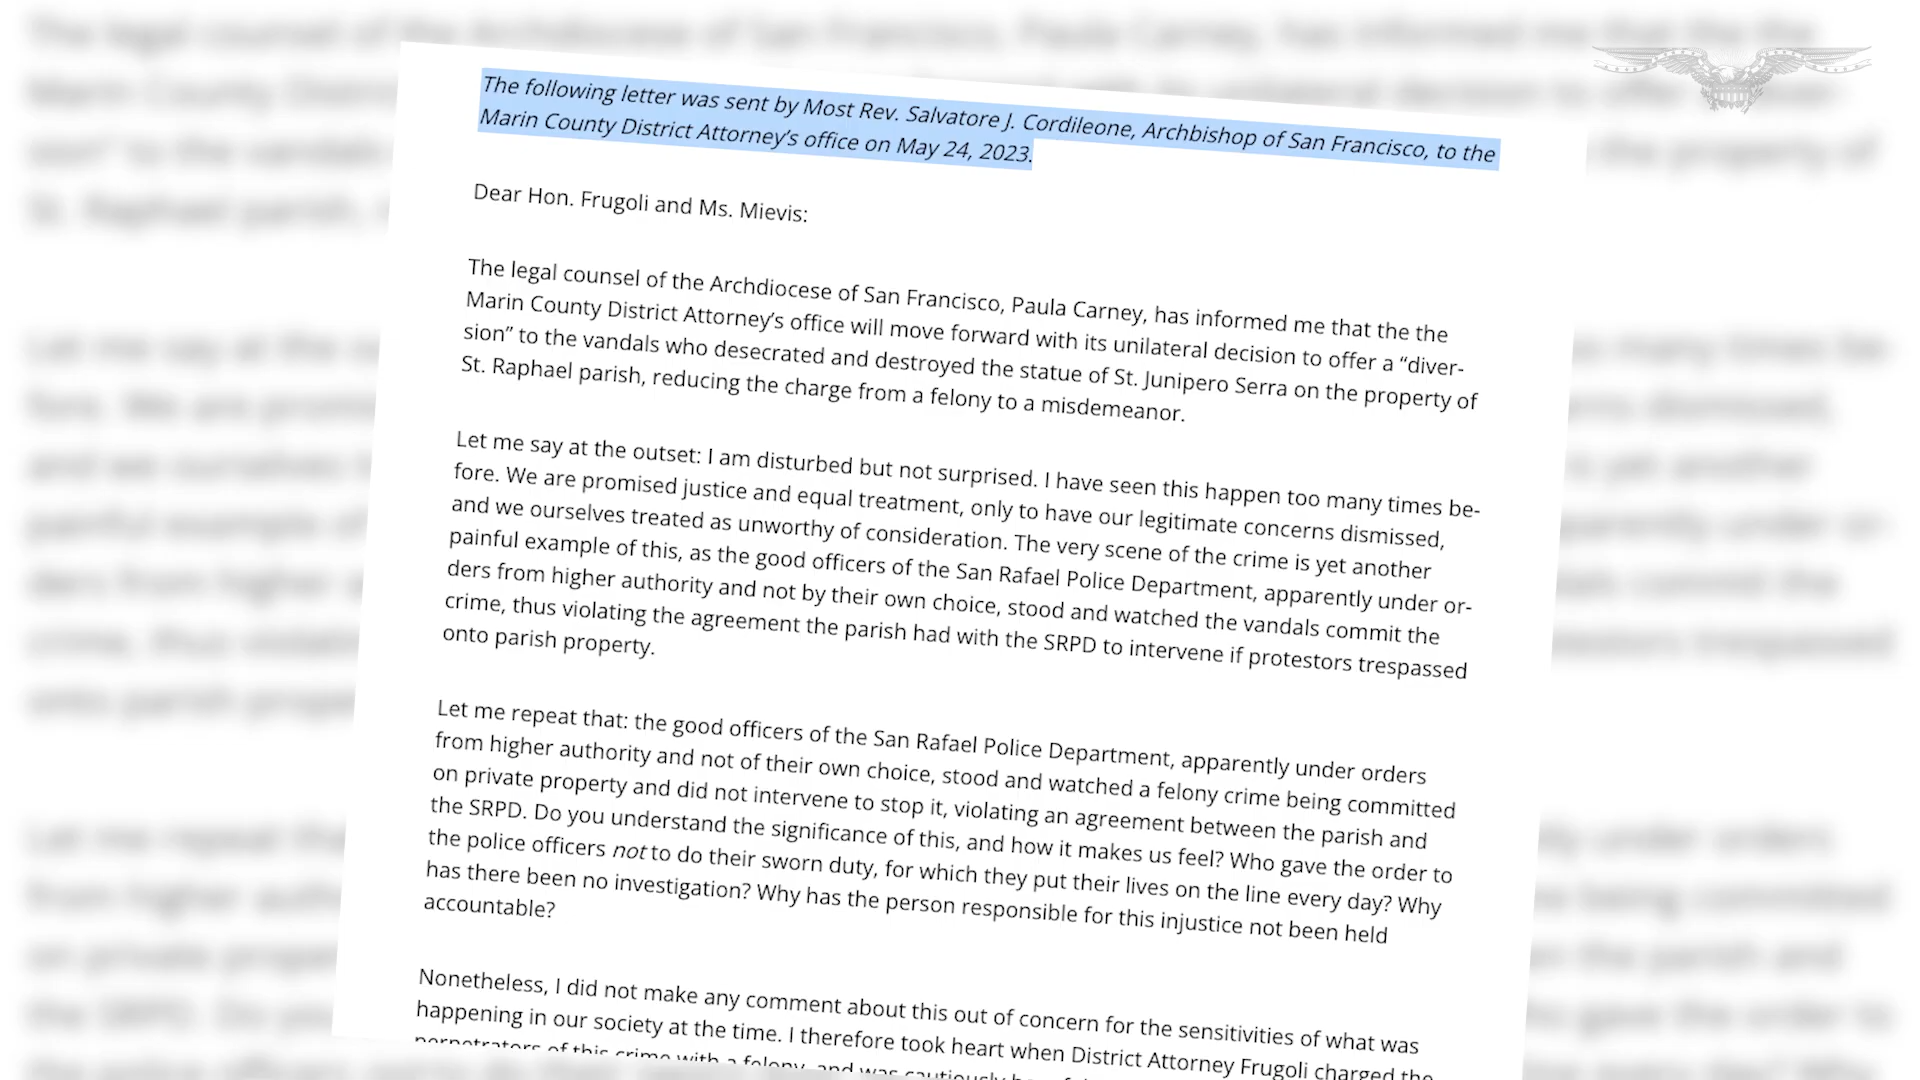 The following letter was sent by Most Rev. Salvatore J. Cordileone, Archbishop of San Francisco, to the
Marin County District Attorney’s office on May 24, 2023.
Dear Hon. Frugoli and Ms. Mievis:
The legal counsel of the Archdiocese of San Francisco, Paula Carney, has informed me that the the
Marin County District Attorney’s office will move forward with its unilateral decision to offer a “diver-
sion” to the vandals who desecrated and destroyed the statue of St. Junipero Serra on the property of
St. Raphael parish, reducing the charge from a felony to a misdemeanor.
Let me say at the outset: I am disturbed but not surprised. I have seen this happen too many times be-
fore. We are promised justice and equal treatment, only to have our legitimate concerns dismissed,
and we ourselves treated as unworthy of consideration. The very scene of the crime is yet another
painful example of this, as the good officers of the San Rafael Police Department, apparently under or-
ders from higher authority and not by their own choice, stood and watched the vandals commit the
crime, thus violating the agreement the parish had with the SRPD to intervene if protestors trespassed
onto parish property.
Let me repeat that: the good officers of the San Rafael Police Department, apparently under orders
from higher authority and not of their own choice, stood and watched a felony crime being committed
on private property and did not intervene to stop it, violating an agreement between the parish and
the SRPD. Do you understand the significance of this, and how it makes us feel? Who gave the order to
the police officers not to do their sworn duty, for which they put their lives on the line every day? Why
has there been no investigation? Why has the person responsible for this injustice not been held
accountable?
Nonetheless, I did not make any comment about this out of concern for the sensitivities of what was
happening in our society at the time. I therefore took heart when District Attorney Frugoli charged the
perpetrators of this crime with a felony, and was cautiously